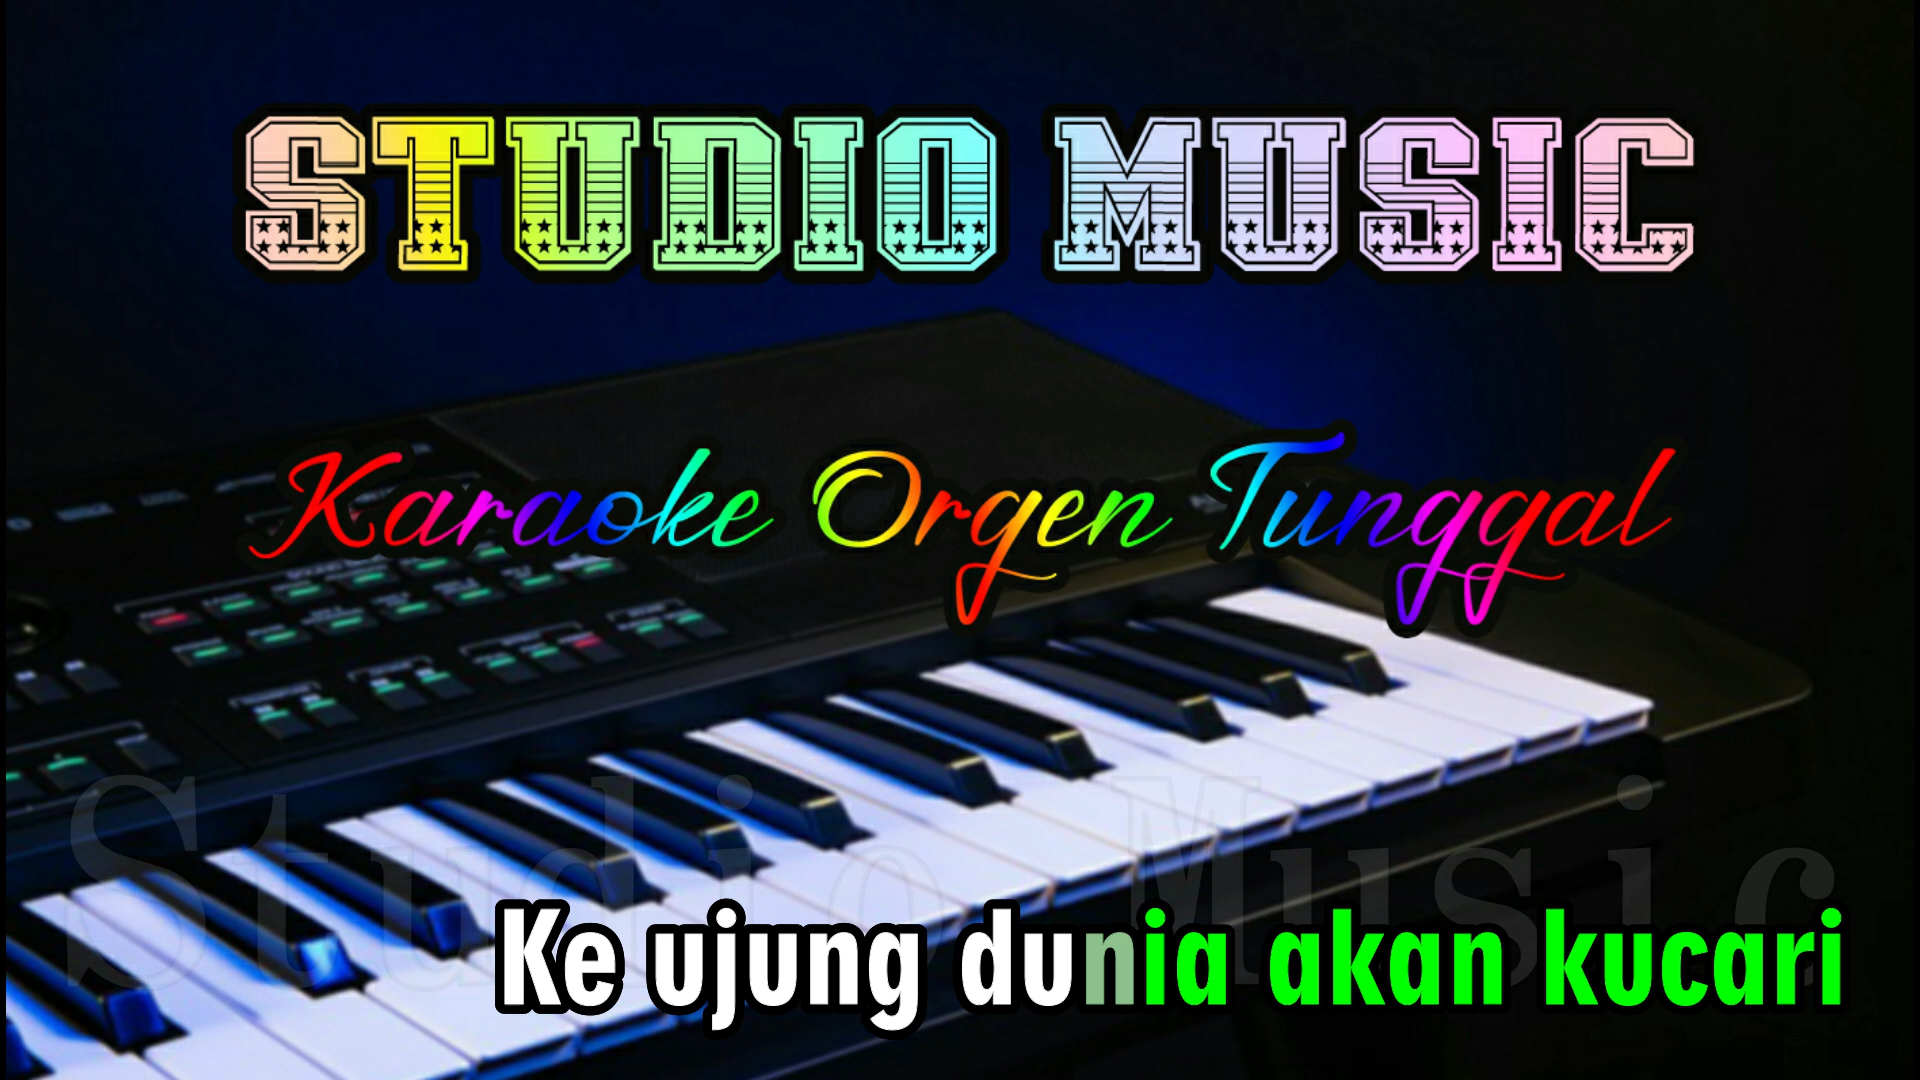 STUDIO MUSIC
Karaoke Orgen Tunggal
Studio Music
Ke ujung dunia akan kucari